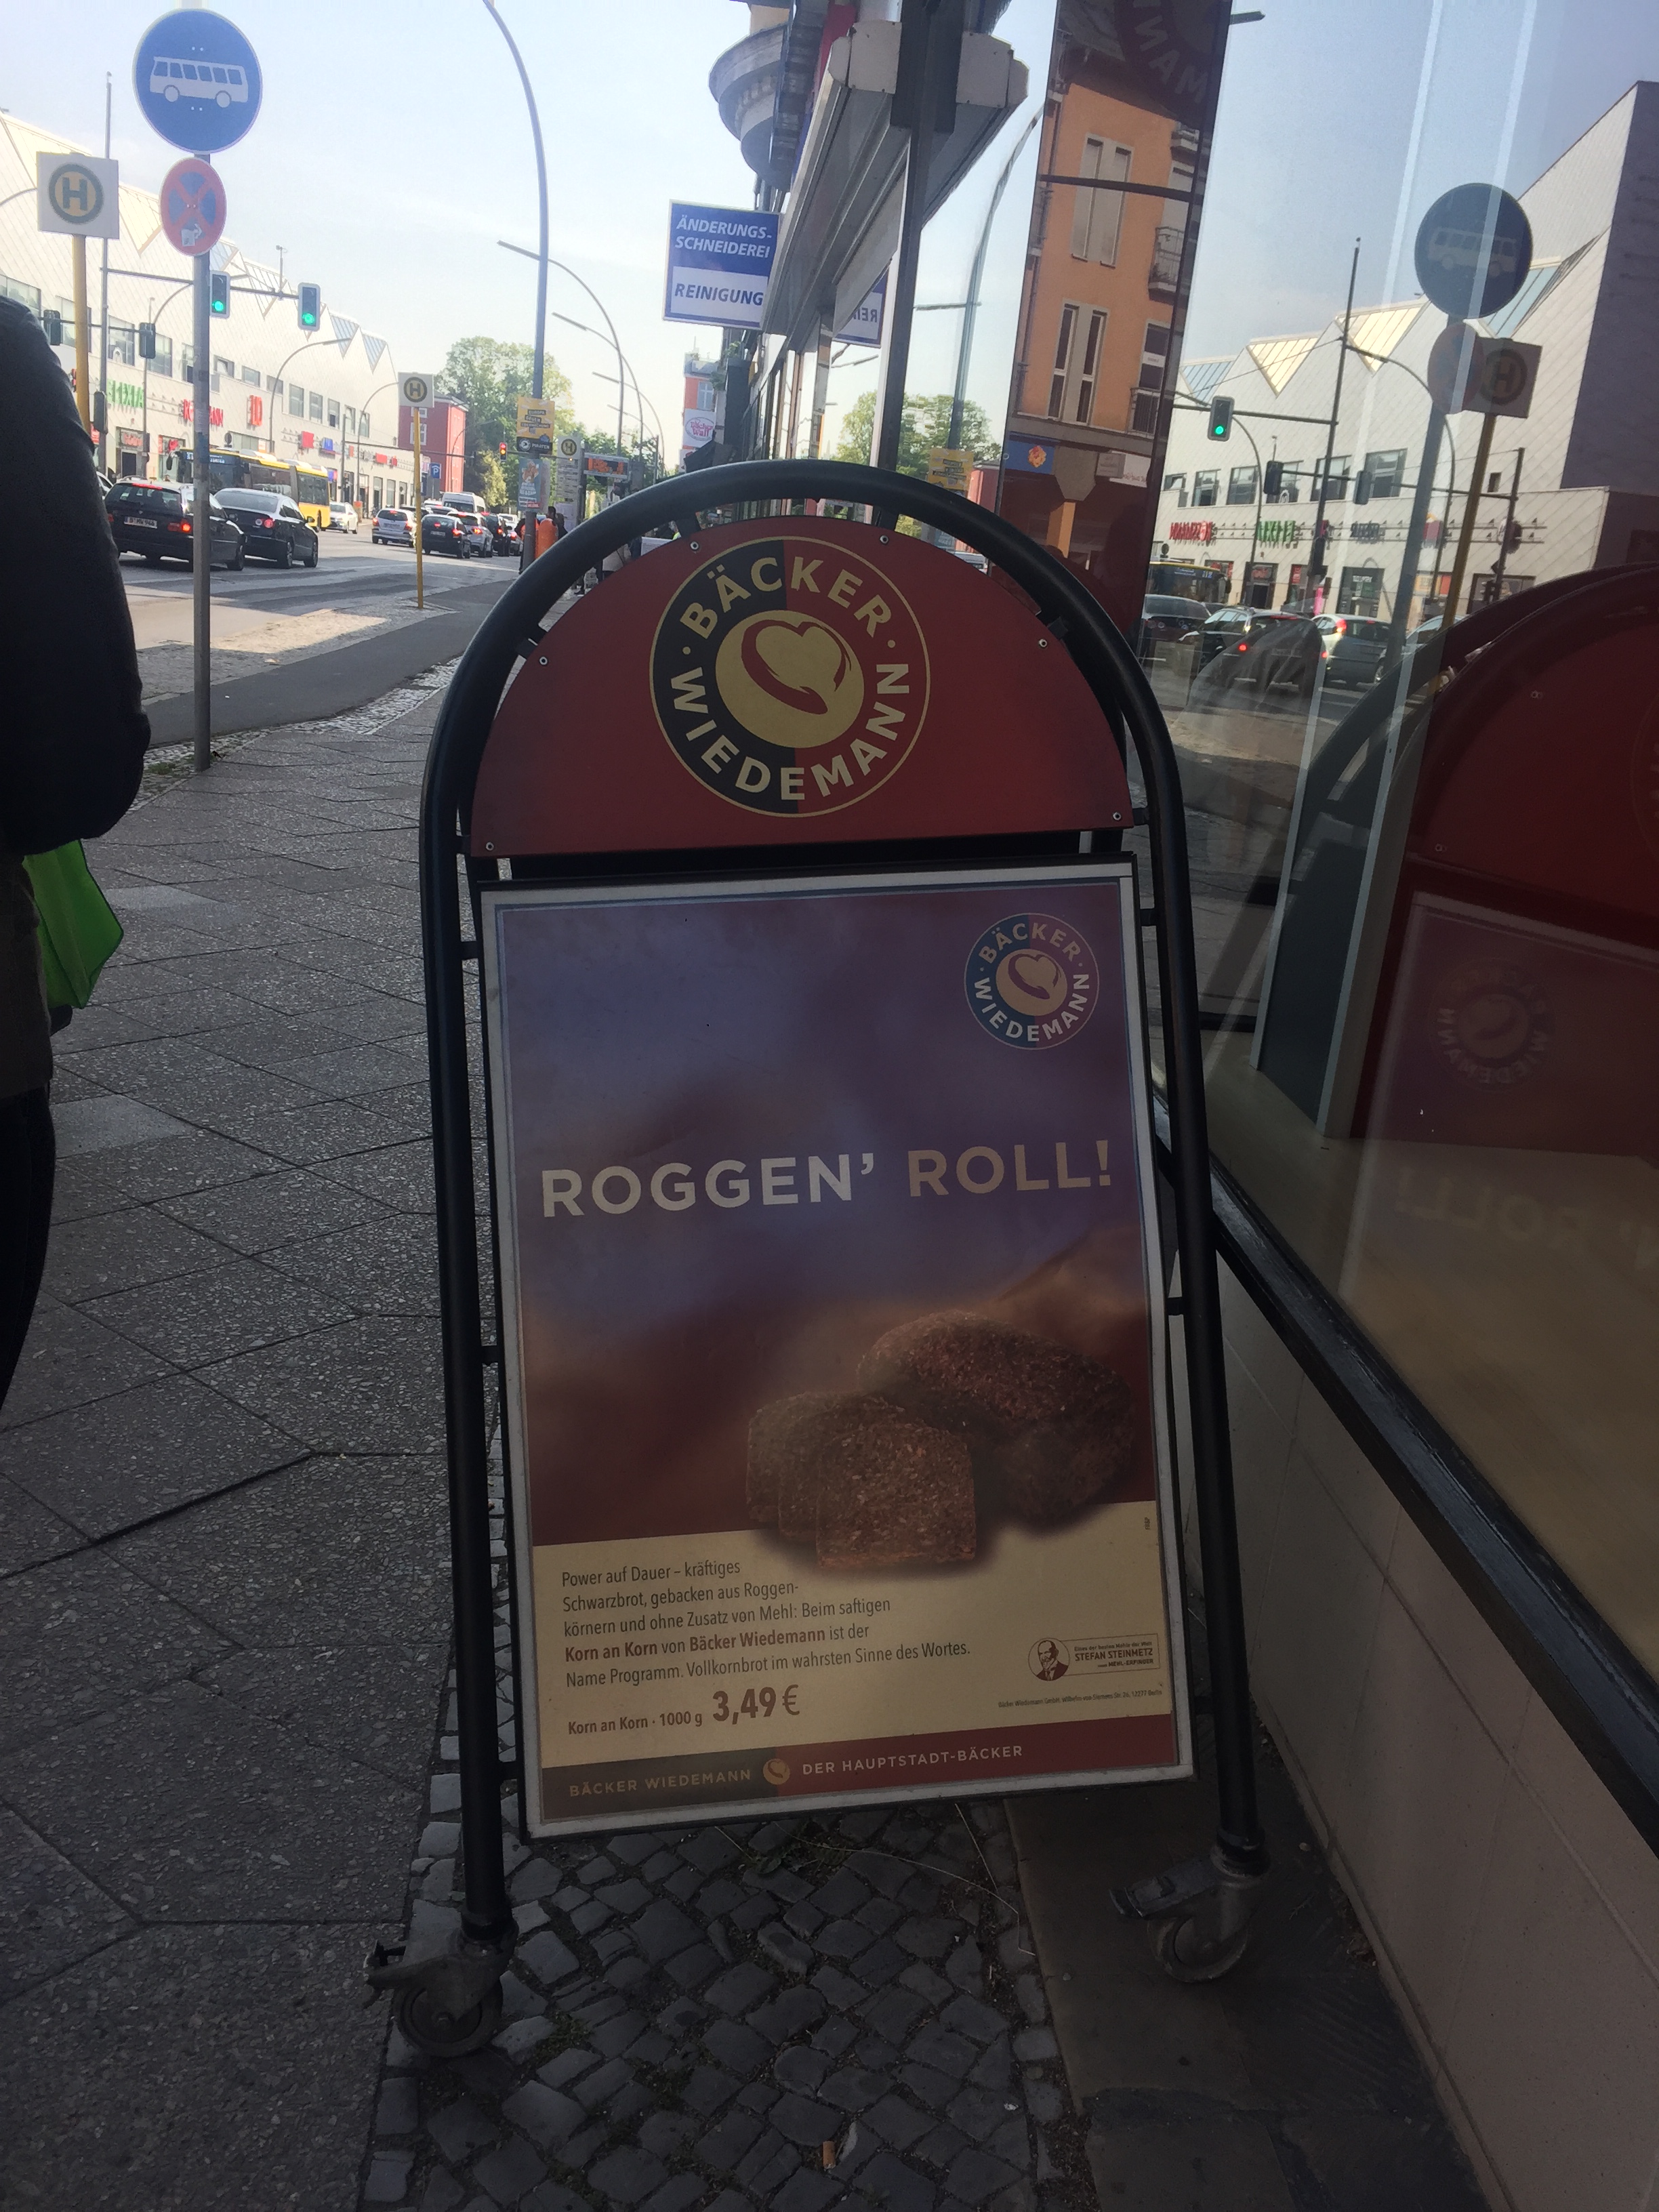 ÄNDERUNGS-
SCHNEIDEREI
REINIGUNG
H
H
BÄCKER
WIEDEMANN
BÄCKER
WIEDEMANN
ROGGEN’ ROLL!
Power auf Dauer – kräftiges
Schwarzbrot, gebacken aus Roggen-
körnern und ohne Zusatz von Mehl: Beim saftigen
Korn an Korn von Bäcker Wiedemann ist der
Name Programm. Vollkornbrot im wahrsten Sinne des Wortes.
STEFAN STEINMETZ
Korn an Korn · 1000 g 3,49 €
BÄCKER WIEDEMANN DER HAUPTSTADT-BÄCKER